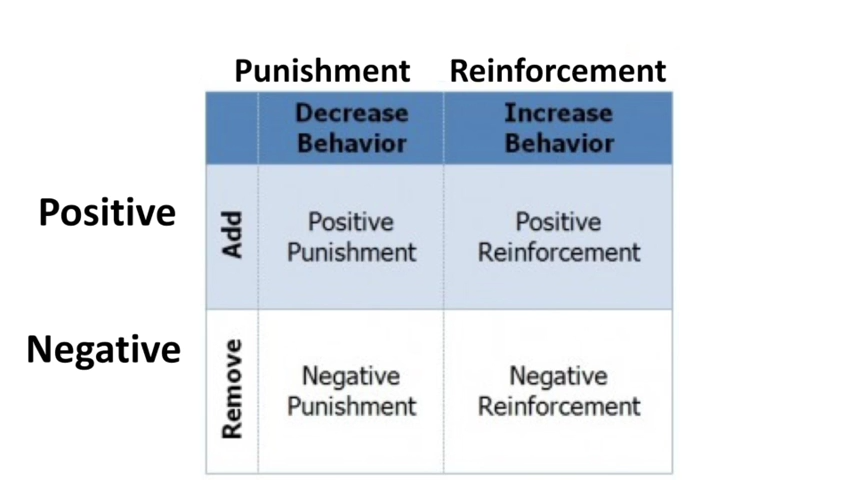 Punishment Reinforcement
Decrease Increase
Behavior Behavior
Positive
Add
Positive Positive
Punishment Reinforcement
Negative
Remove
Negative Negative
Punishment Reinforcement